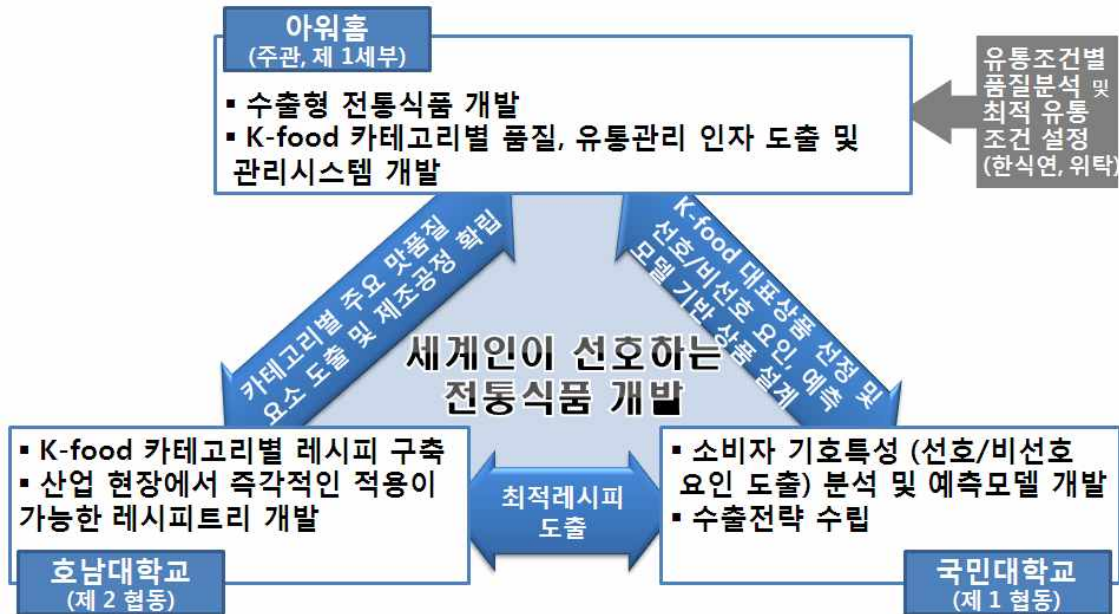 아워홈
(주관, 제 1세부)
▪ 수출형 전통식품 개발
▪ K-food 카테고리별 품질, 유통관리 인자 도출 및
관리시스템 개발
유통조건별
품질분석 및
최적 유통
조건 설정
(한식연, 위탁)
카테고리별 주요 맛품질
요소 도출 및 제조공정 확립
K-food 대표상품 선정 및
선호/비선호 요인, 예측
모델 기반 상품 설계
세계인이 선호하는
전통식품 개발
▪ K-food 카테고리별 레시피 구축
▪ 산업 현장에서 즉각적인 적용이
가능한 레시피트리 개발
호남대학교
(제 2 협동)
최적레시피
도출
▪ 소비자 기호특성 (선호/비선호
요인 도출) 분석 및 예측모델 개발
▪ 수출전략 수립
국민대학교
(제 1 협동)